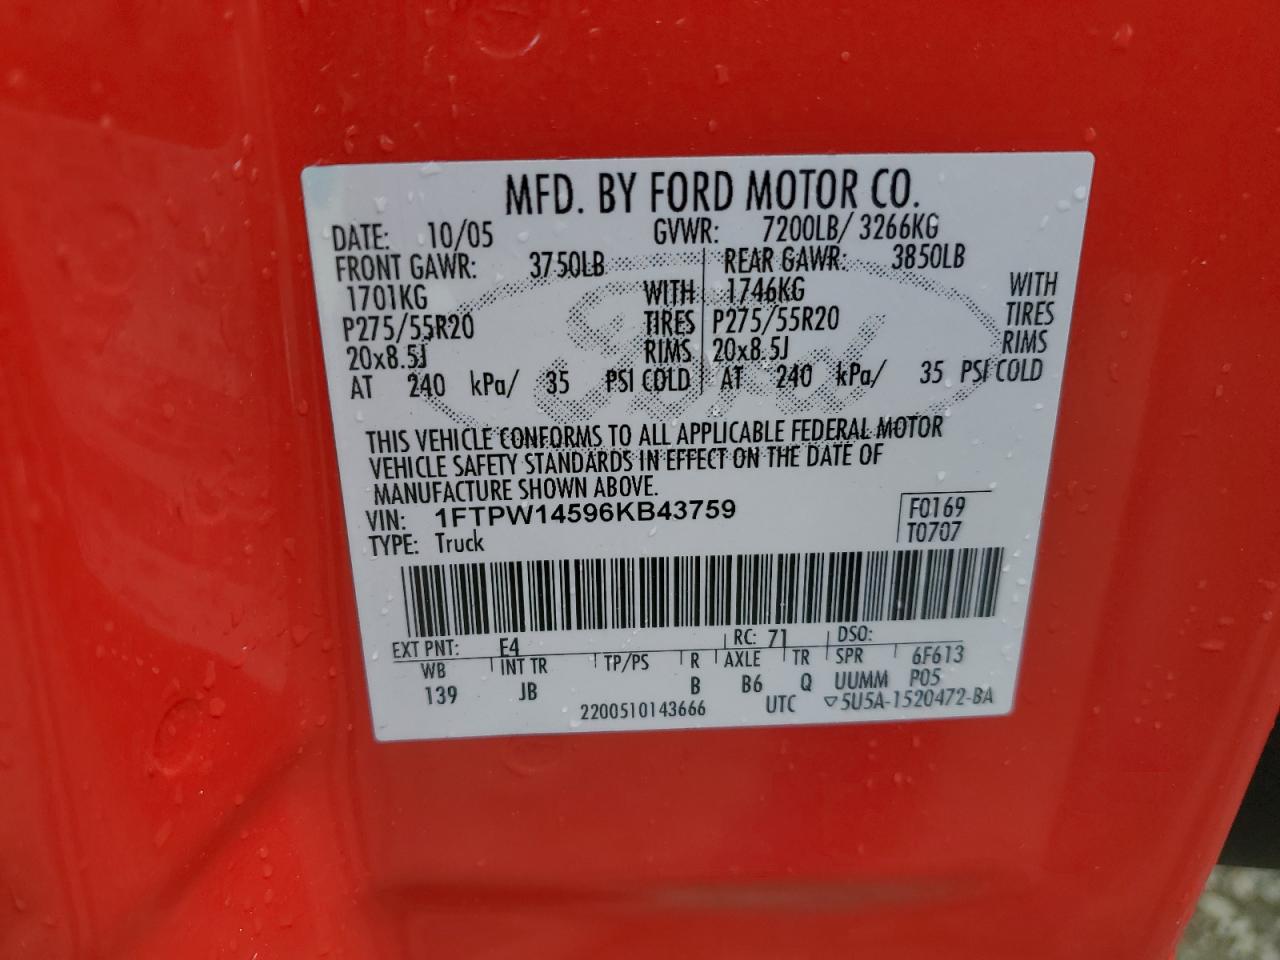 MFD. BY FORD MOTOR CO.
DATE: 10/05 GVWR: 7200LB/ 3266KG
FRONT GAWR: 3750LB REAR GAWR: 3850LB
1701KG WITH 1746KG WITH
P275/55R20 TIRES P275/55R20 TIRES
20x8.5J RIMS 20x8.5J RIMS
AT 240 kPa/ 35 PSI COLD AT 240 kPa/ 35 PSI COLD
Ford
THIS VEHICLE CONFORMS TO ALL APPLICABLE FEDERAL MOTOR
VEHICLE SAFETY STANDARDS IN EFFECT ON THE DATE OF
MANUFACTURE SHOWN ABOVE.
VIN: 1FTPW14596KB43759 F0169
TYPE: Truck T0707
EXT PNT: E4 RC: 71 DSO:
WB INT TR TP/PS R AXLE TR SPR 6F613
139 JB B B6 Q UUMM P05
2200510143666 UTC ▽5U5A-1520472-BA